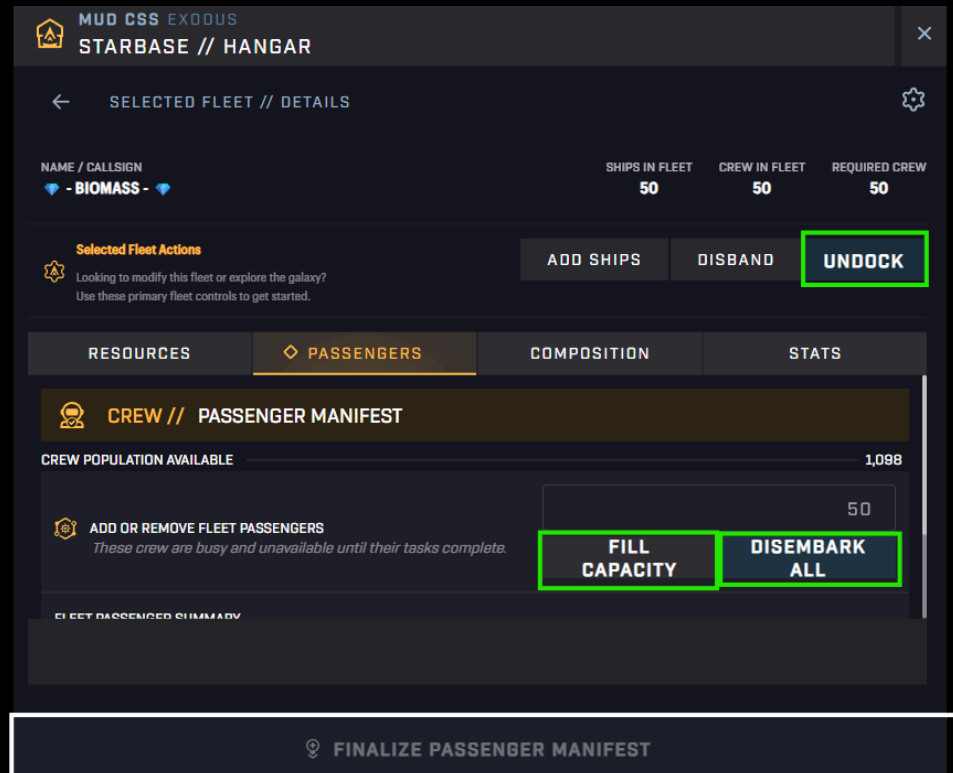 MUD CSS EXODUS
STARBASE // HANGAR
SELECTED FLEET // DETAILS
NAME / CALLSIGN
SHIPS IN FLEET
CREW IN FLEET
REQUIRED CREW
💎 - BIOMASS - 💎
50
50
50
Selected Fleet Actions
Looking to modify this fleet or explore the galaxy?
Use these primary fleet controls to get started.
ADD SHIPS
DISBAND
UNDOCK
RESOURCES
PASSENGERS
COMPOSITION
STATS
CREW // PASSENGER MANIFEST
CREW POPULATION AVAILABLE
1,098
50
ADD OR REMOVE FLEET PASSENGERS
These crew are busy and unavailable until their tasks complete.
FILL
CAPACITY
DISEMBARK
ALL
FLEET PASSENGER SUMMARY
FINALIZE PASSENGER MANIFEST